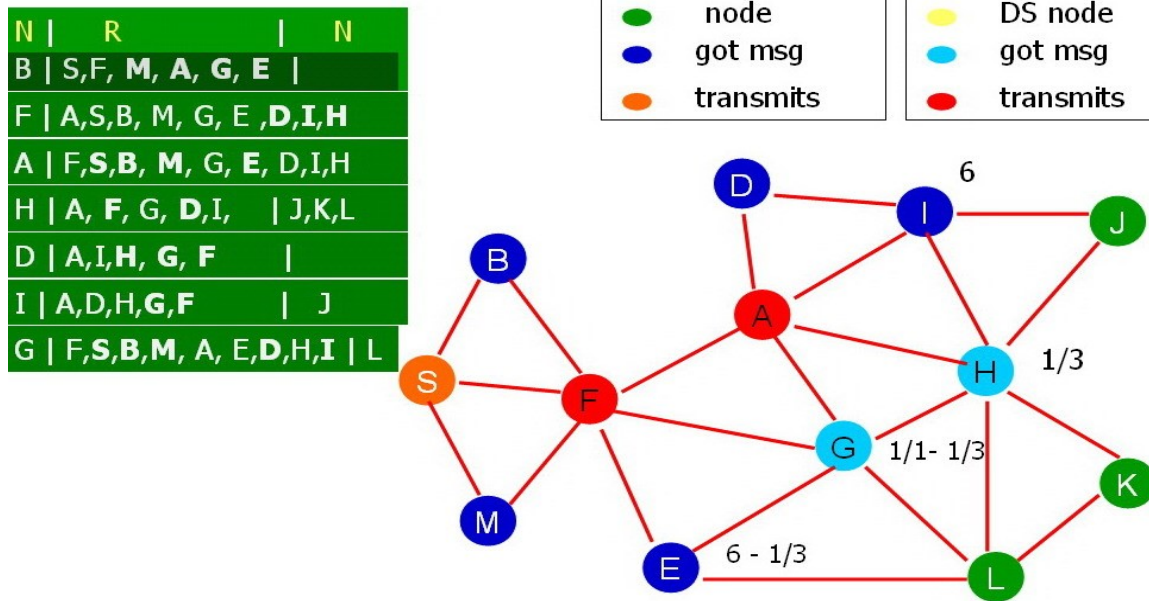 N |    R    |    N
B | S,F, M, A, G, E |
F | A,S,B, M, G, E ,D,I,H
A | F,S,B, M, G, E, D,I,H
H | A, F, G, D,I,    | J,K,L
D | A,I,H, G, F    |
I | A,D,H,G,F    |  J
G | F,S,B,M, A, E,D,H,I | L
node
got msg
transmits
DS node
got msg
transmits
6
D
I
J
B
A
H
1/3
S
F
G
1/1- 1/3
K
M
E
6 - 1/3
L